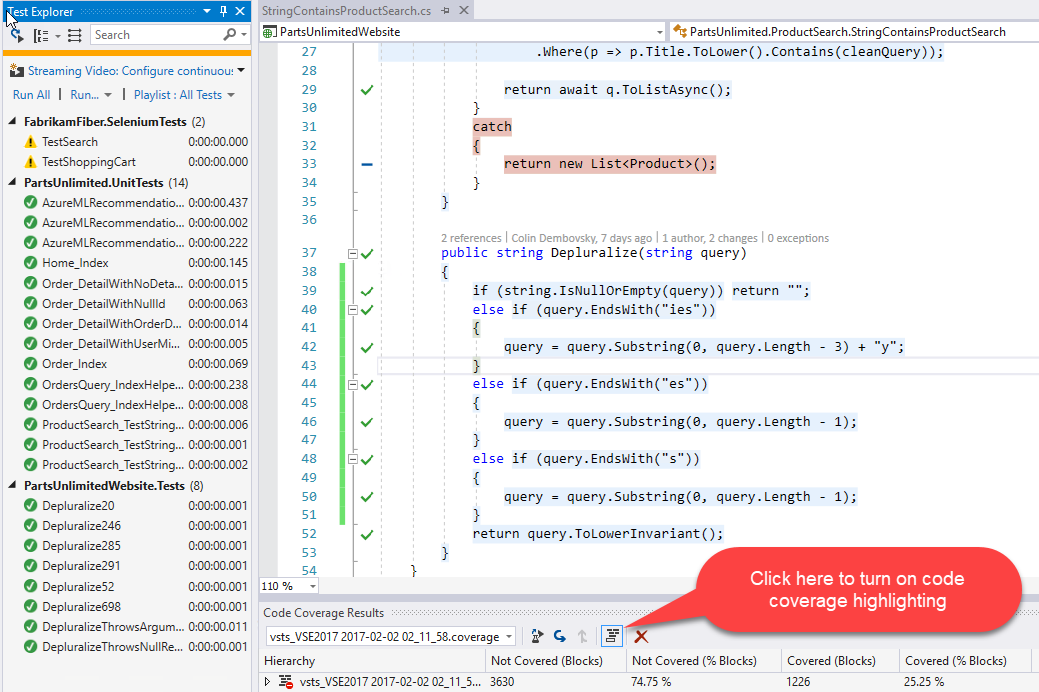 Test Explorer
Search
Streaming Video: Configure continuou:
Run All | Run... | Playlist : All Tests
FabrikamFiber.SeleniumTests (2)
TestSearch 0:00:00.000
TestShoppingCart 0:00:00.000
PartsUnlimited.UnitTests (14)
AzureMLRecommendatio... 0:00:00.437
AzureMLRecommendatio... 0:00:00.002
AzureMLRecommendatio... 0:00:00.222
Home_Index 0:00:00.145
Order_DetailWithNoDeta... 0:00:00.015
Order_DetailWithNullId 0:00:00.063
Order_DetailWithOrderD... 0:00:00.014
Order_DetailWithUserMi... 0:00:00.005
Order_Index 0:00:00.069
OrdersQuery_IndexHelpe... 0:00:00.238
OrdersQuery_IndexHelpe... 0:00:00.008
ProductSearch_TestString... 0:00:00.006
ProductSearch_TestString... 0:00:00.001
ProductSearch_TestString... 0:00:00.002
PartsUnlimitedWebsite.Tests (8)
Depluralize20 0:00:00.001
Depluralize246 0:00:00.001
Depluralize285 0:00:00.001
Depluralize291 0:00:00.001
Depluralize52 0:00:00.001
Depluralize698 0:00:00.001
DepluralizeThrowsArgum... 0:00:00.011
DepluralizeThrowsNullRe... 0:00:00.001
StringContainsProductSearch.cs
PartsUnlimitedWebsite
PartsUnlimited.ProductSearch.StringContainsProductSearch
27 .Where(p => p.Title.ToLower().Contains(cleanQuery));
28
29 return await q.ToListAsync();
30 }
31 catch
32 {
33 return new List<Product>();
34 }
35 }
36
2 references | Colin Dembovsky, 7 days ago | 1 author, 2 changes | 0 exceptions
37 public string Depluralize(string query)
38 {
39 if (string.IsNullOrEmpty(query)) return "";
40 else if (query.EndsWith("ies"))
41 {
42 query = query.Substring(0, query.Length - 3) + "y";
43 }
44 else if (query.EndsWith("es"))
45 {
46 query = query.Substring(0, query.Length - 1);
47 }
48 else if (query.EndsWith("s"))
49 {
50 query = query.Substring(0, query.Length - 1);
51 }
52 return query.ToLowerInvariant();
53 }
54 }
110 %
Click here to turn on code
coverage highlighting
Code Coverage Results
vsts_VSE2017 2017-02-02 02_11_58.coverage
Hierarchy Not Covered (Blocks) Not Covered (% Blocks) Covered (Blocks) Covered (% Blocks)
vsts_VSE2017 2017-02-02 02_11_5... 3630 74.75 % 1226 25.25 %